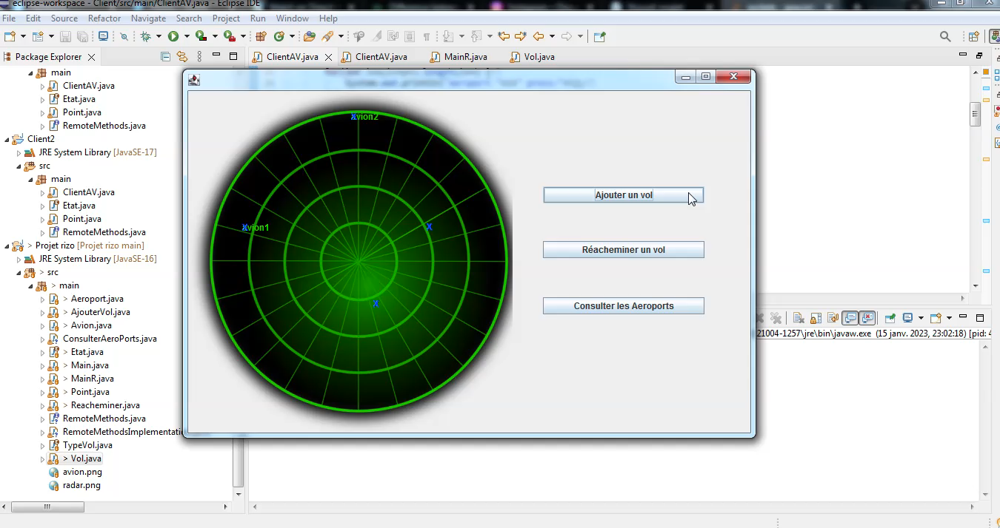 eclipse-workspace - Client/src/main/ClientAV.java - Eclipse IDE
File Edit Source Refactor Navigate Search Project Run Window Help
Package Explorer
ClientAV.java ClientAV.java MainR.java Vol.java
main
ClientAV.java
Etat.java
Point.java
RemoteMethods.java
Client2
JRE System Library [JavaSE-17]
src
main
ClientAV.java
Etat.java
Point.java
RemoteMethods.java
> Projet rizo [Projet rizo main]
JRE System Library [JavaSE-16]
> src
> main
> Aeroport.java
> AjouterVol.java
> Avion.java
ConsulterAeroPorts.java
> Etat.java
> Main.java
> MainR.java
> Point.java
> Reacheminer.java
RemoteMethods.java
RemoteMethodsImplementati
TypeVol.java
> Vol.java
avion.png
radar.png
X
vion2
X
vion1
X
X
Ajouter un vol
Réacheminer un vol
Consulter les Aeroports
21004-1257\jre\bin\javaw.exe (15 janv. 2023, 23:02:18) [pid: 4